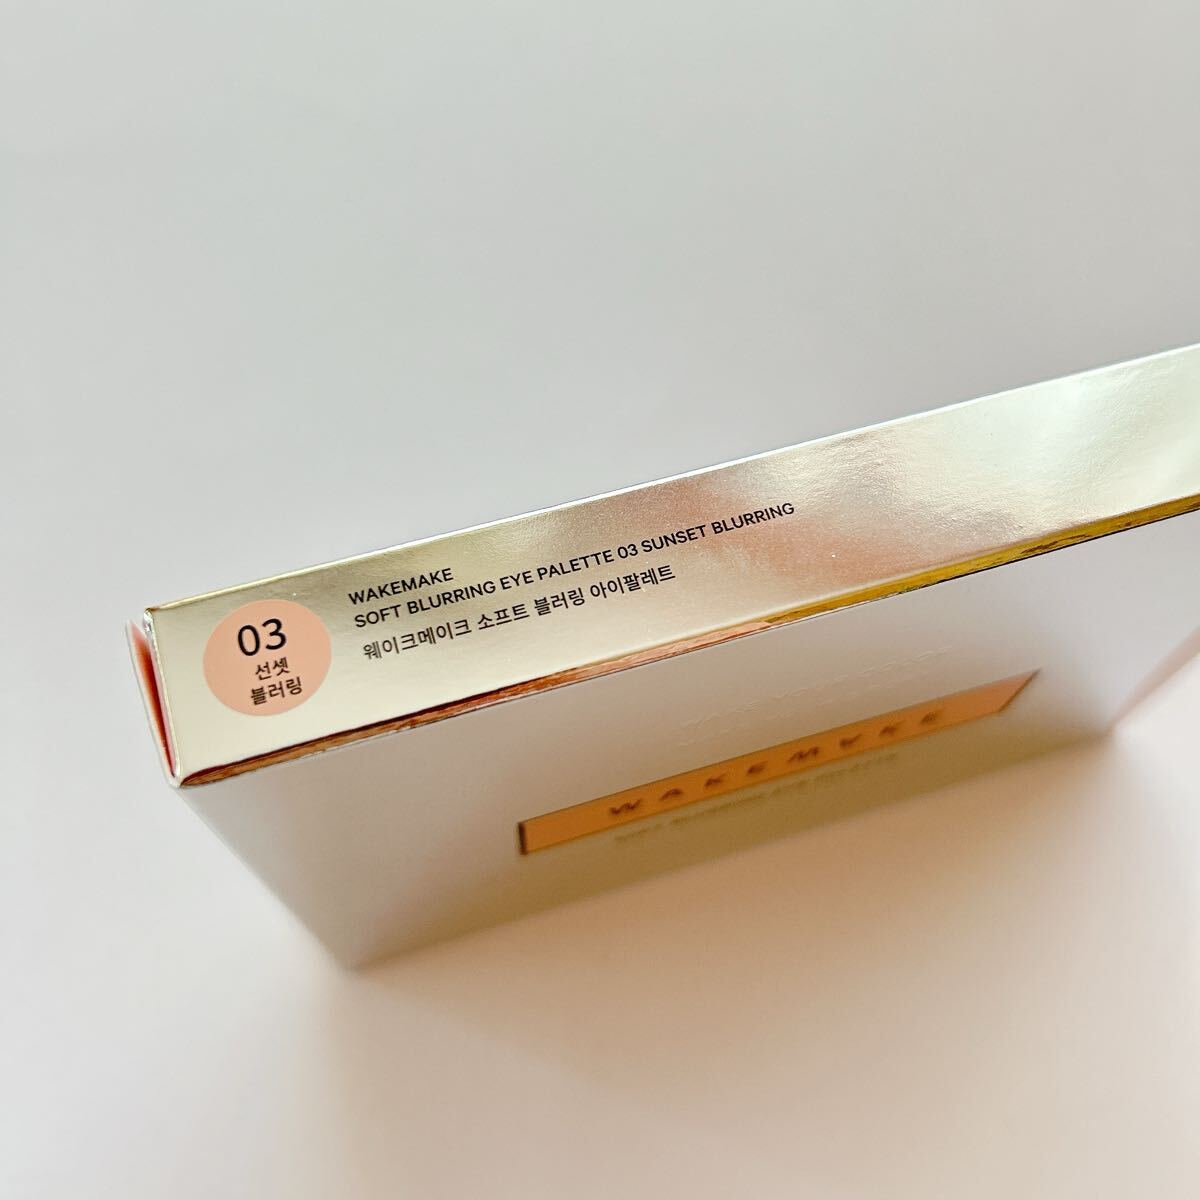 03
선셋
블러링
WAKEMAKE
SOFT BLURRING EYE PALETTE 03 SUNSET BLURRING
웨이크메이크 소프트 블러링 아이팔레트
WAKEMAKE